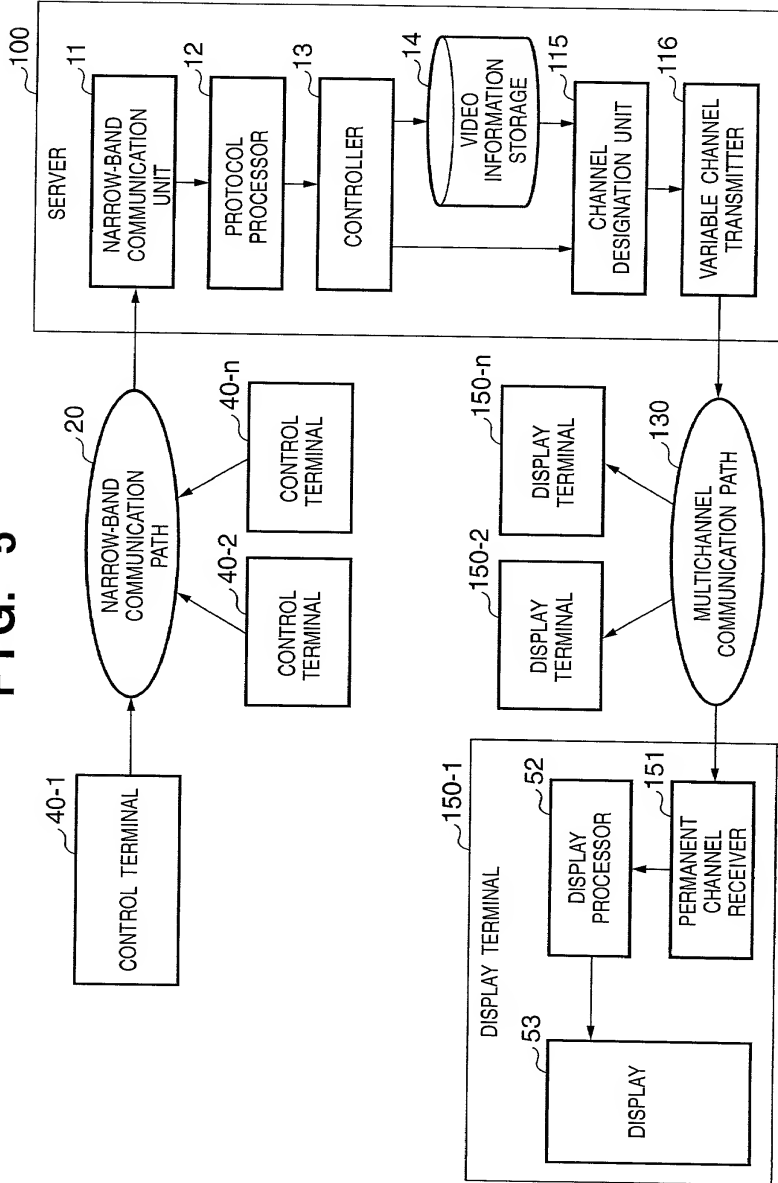 FIG. 5
100
SERVER
11
NARROW-BAND
COMMUNICATION
UNIT
12
PROTOCOL
PROCESSOR
13
CONTROLLER
14
VIDEO
INFORMATION
STORAGE
115
CHANNEL
DESIGNATION UNIT
116
VARIABLE CHANNEL
TRANSMITTER
20
NARROW-BAND
COMMUNICATION
PATH
40-1
CONTROL TERMINAL
40-2
CONTROL
TERMINAL
40-n
CONTROL
TERMINAL
150-1
DISPLAY TERMINAL
53
DISPLAY
52
DISPLAY
PROCESSOR
151
PERMANENT
CHANNEL
RECEIVER
150-2
DISPLAY
TERMINAL
150-n
DISPLAY
TERMINAL
130
MULTICHANNEL
COMMUNICATION PATH